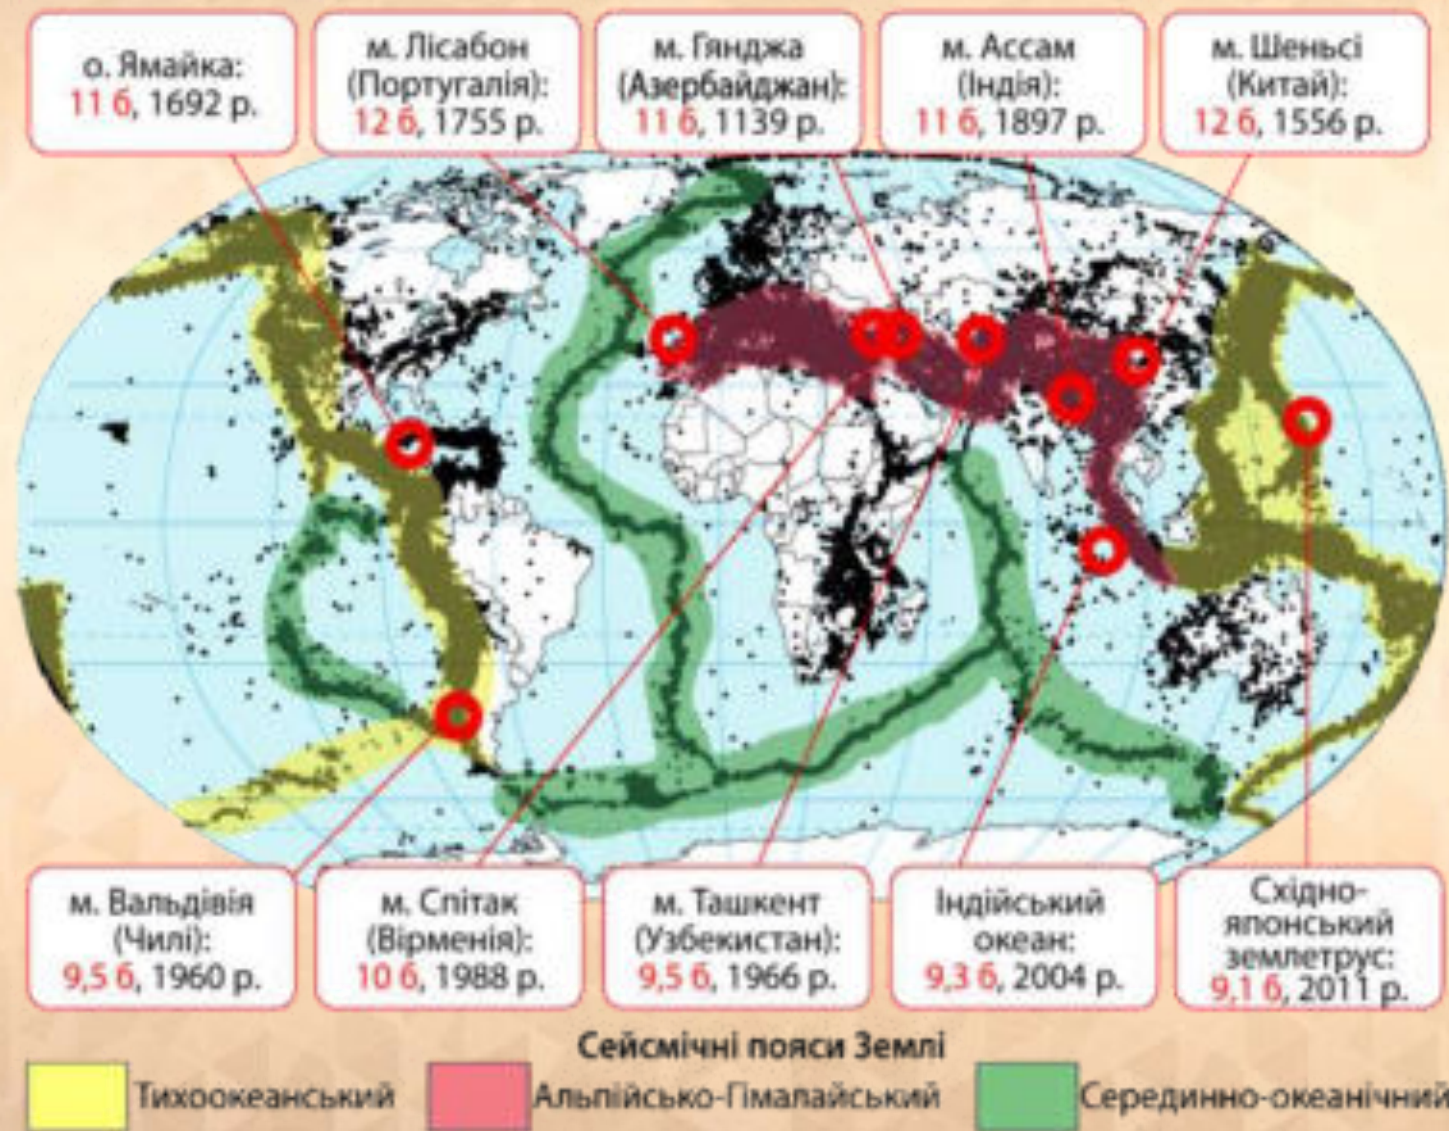 о. Ямайка:
11 б, 1692 р.
м. Лісабон
(Португалія):
12 б, 1755 р.
м. Гянджа
(Азербайджан):
11 б, 1139 р.
м. Ассам
(Індія):
11 б, 1897 р.
м. Шеньсі
(Китай):
12 б, 1556 р.
м. Вальдівія
(Чилі):
9,5 б, 1960 р.
м. Спітак
(Вірменія):
10 б, 1988 р.
м. Ташкент
(Узбекистан):
9,5 б, 1966 р.
Індійський
океан:
9,3 б, 2004 р.
Східно-
японський
землетрус:
9,1 б, 2011 р.
Сейсмічні пояси Землі
Тихоокеанський
Альпійсько-Гімалайський
Серединно-океанічний